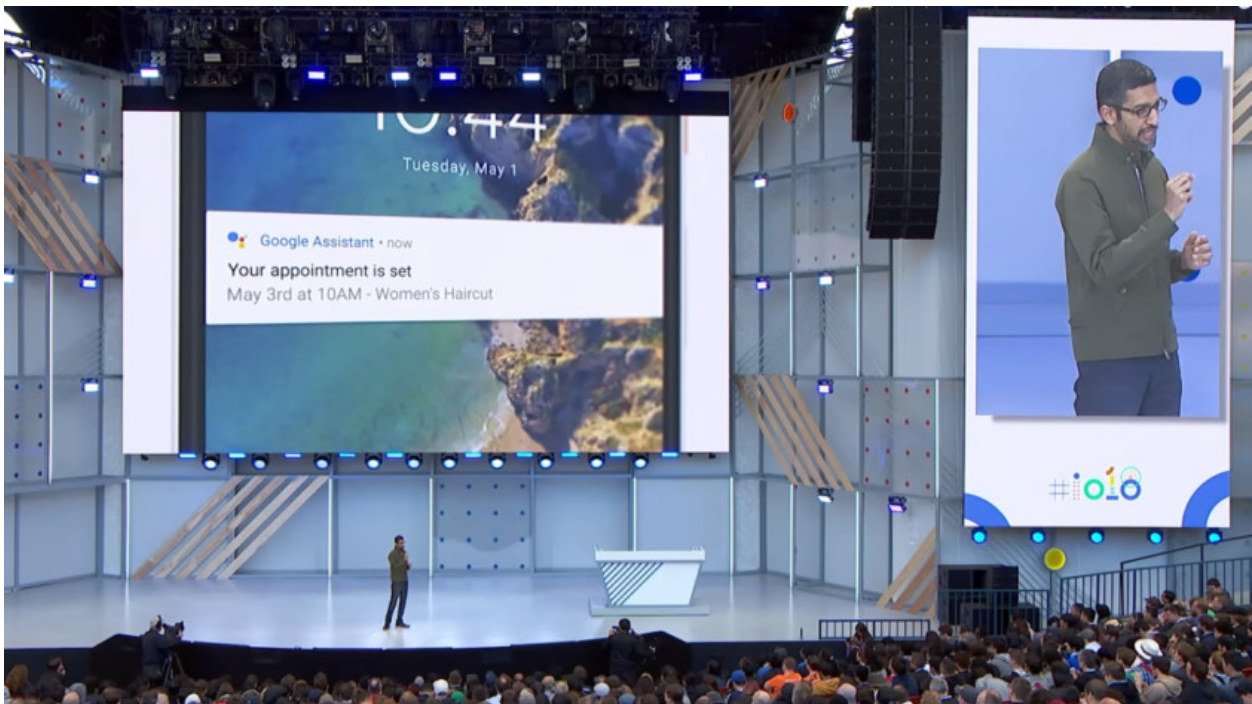 10:44
Tuesday, May 1
Google Assistant • now
Your appointment is set
May 3rd at 10AM - Women's Haircut
#io18